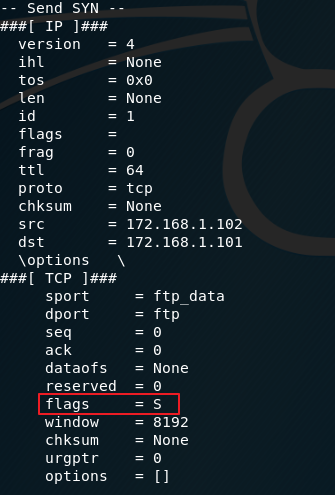 -- Send SYN --
###[ IP ]###
  version   = 4
  ihl       = None
  tos       = 0x0
  len       = None
  id        = 1
  flags     =
  frag      = 0
  ttl       = 64
  proto     = tcp
  chksum    = None
  src       = 172.168.1.102
  dst       = 172.168.1.101
  \options   \
###[ TCP ]###
     sport     = ftp_data
     dport     = ftp
     seq       = 0
     ack       = 0
     dataofs   = None
     reserved  = 0
     flags     = S
     window    = 8192
     chksum    = None
     urgptr    = 0
     options   = []